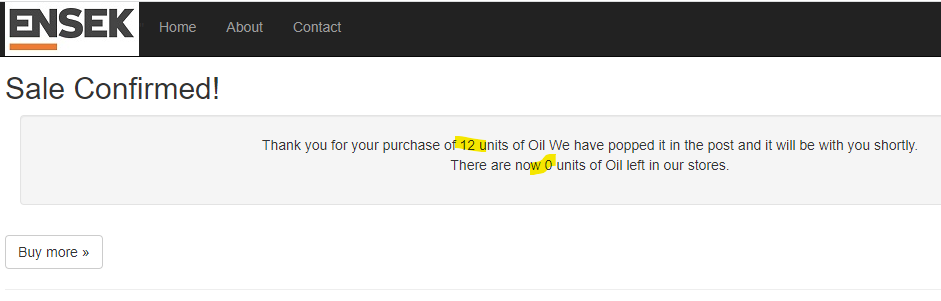 ENSEK Home About Contact
Sale Confirmed!
Thank you for your purchase of 12 units of Oil We have popped it in the post and it will be with you shortly.
There are now 0 units of Oil left in our stores.
Buy more »